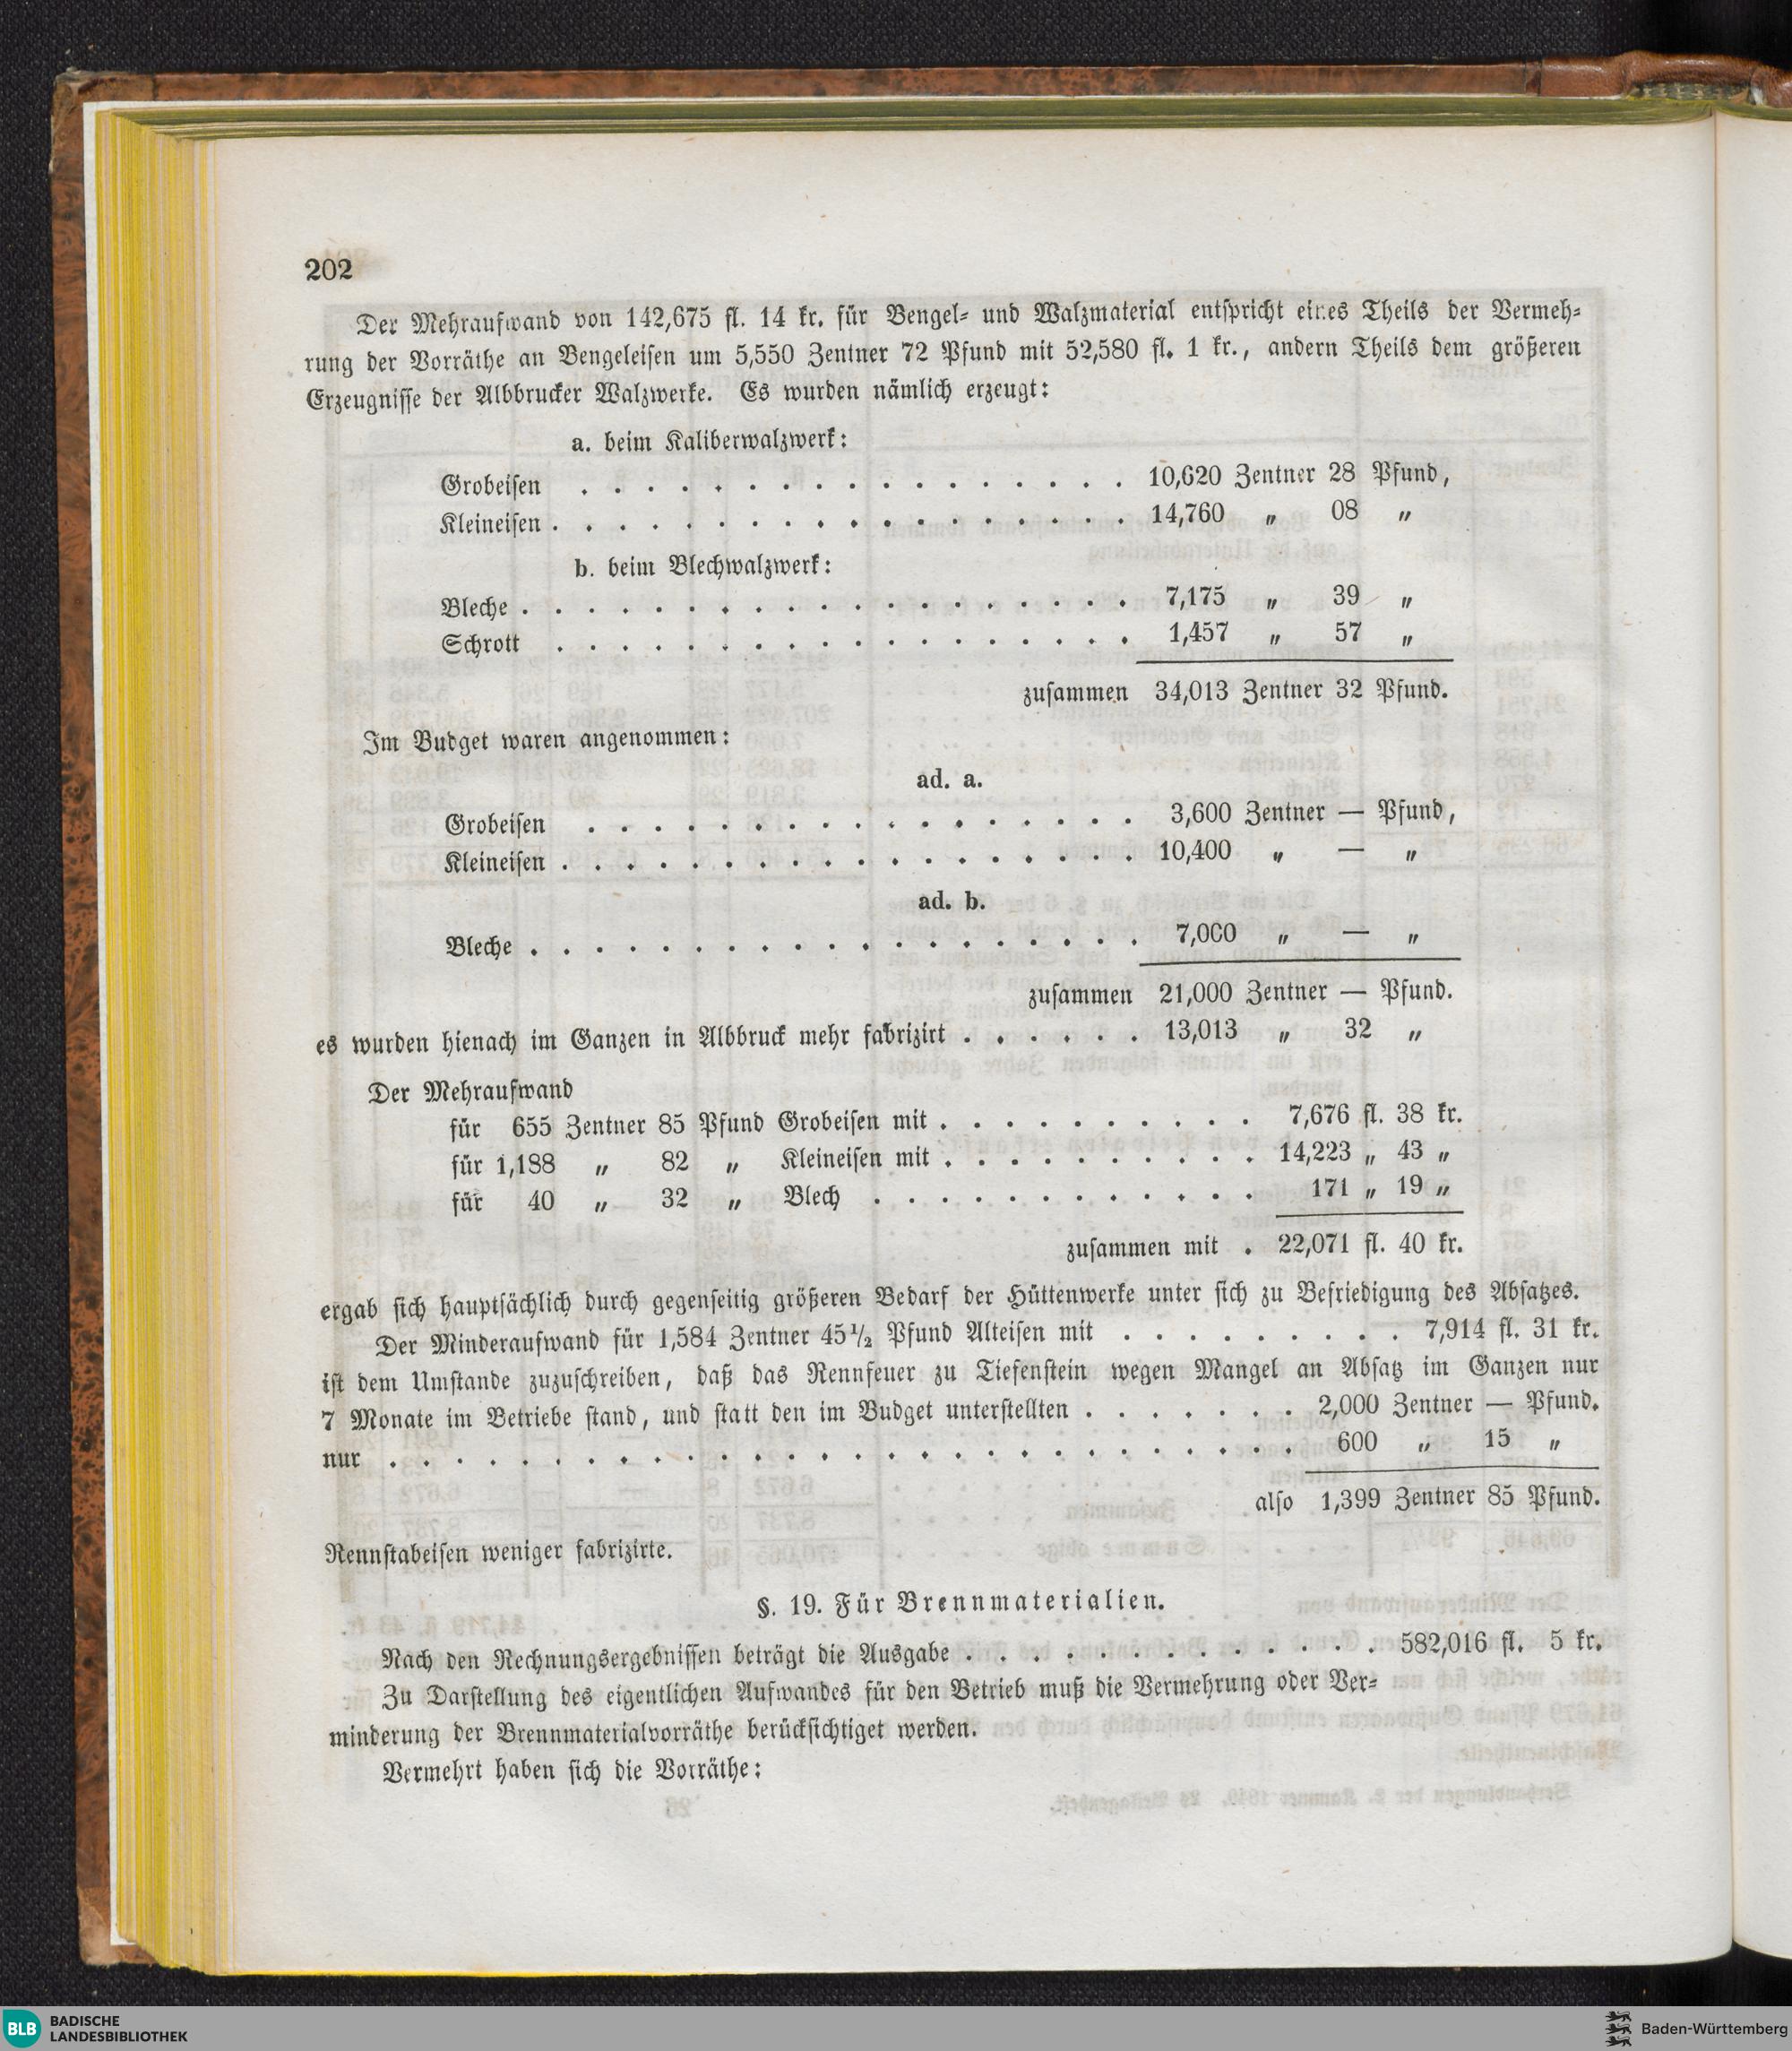 202
Der Mehraufwand von 142,675 fl. 14 kr. für Bengel- und Walzmaterial entspricht eines Theils der Vermeh-
rung der Vorräthe an Bengeleisen um 5,550 Zentner 72 Pfund mit 52,580 fl. 1 kr., andern Theils dem größeren
Erzeugnisse der Albbrucker Walzwerke. Es wurden nämlich erzeugt:
a. beim Kaliberwalzwerk:
Grobeisen . . . . . . . . . . . . . . . . . 10,620 Zentner 28 Pfund,
Kleineisen . . . . . . . . . . . . . . . . . . 14,760 „ 08 „
b. beim Blechwalzwerk:
Bleche . . . . . . . . . . . . . . . . . . . 7,175 „ 39 „
Schrott . . . . . . . . . . . . . . . . . . 1,457 „ 57 „
zusammen 34,013 Zentner 32 Pfund.
Im Budget waren angenommen:
ad. a.
Grobeisen . . . . . . . . . . . . . . . . . 3,600 Zentner — Pfund,
Kleineisen . . . . . . . . . . . . . . . . . . 10,400 „ — „
ad. b.
Bleche . . . . . . . . . . . . . . . . . . . 7,000 „ — „
zusammen 21,000 Zentner — Pfund.
es wurden hienach im Ganzen in Albbruck mehr fabrizirt . . . . . . 13,013 „ 32 „
Der Mehraufwand
für 655 Zentner 85 Pfund Grobeisen mit . . . . . . . . . . 7,676 fl. 38 kr.
für 1,188 „ 82 „ Kleineisen mit . . . . . . . . . . 14,223 „ 43 „
für 40 „ 32 „ Blech . . . . . . . . . . . . 171 „ 19 „
zusammen mit . 22,071 fl. 40 kr.
ergab sich hauptsächlich durch gegenseitig größeren Bedarf der Hüttenwerke unter sich zu Befriedigung des Absatzes.
Der Minderaufwand für 1,584 Zentner 45½ Pfund Alteisen mit . . . . . . . . . 7,914 fl. 31 kr.
ist dem Umstande zuzuschreiben, daß das Rennfeuer zu Tiefenstein wegen Mangel an Absatz im Ganzen nur
7 Monate im Betriebe stand, und statt den im Budget unterstellten . . . . . . . 2,000 Zentner — Pfund.
nur . . . . . . . . . . . . . . . . . . . . . . . . . . . . 600 „ 15 „
also 1,399 Zentner 85 Pfund.
Rennstabeisen weniger fabrizirte.
§. 19. Für Brennmaterialien.
Nach den Rechnungsergebnissen beträgt die Ausgabe . . . . . . . . . . . . . 582,016 fl. 5 kr.
Zu Darstellung des eigentlichen Aufwandes für den Betrieb muß die Vermehrung oder Ver-
minderung der Brennmaterialvorräthe berücksichtiget werden.
Vermehrt haben sich die Vorräthe:
BLB BADISCHE
LANDESBIBLIOTHEK
Baden-Württemberg